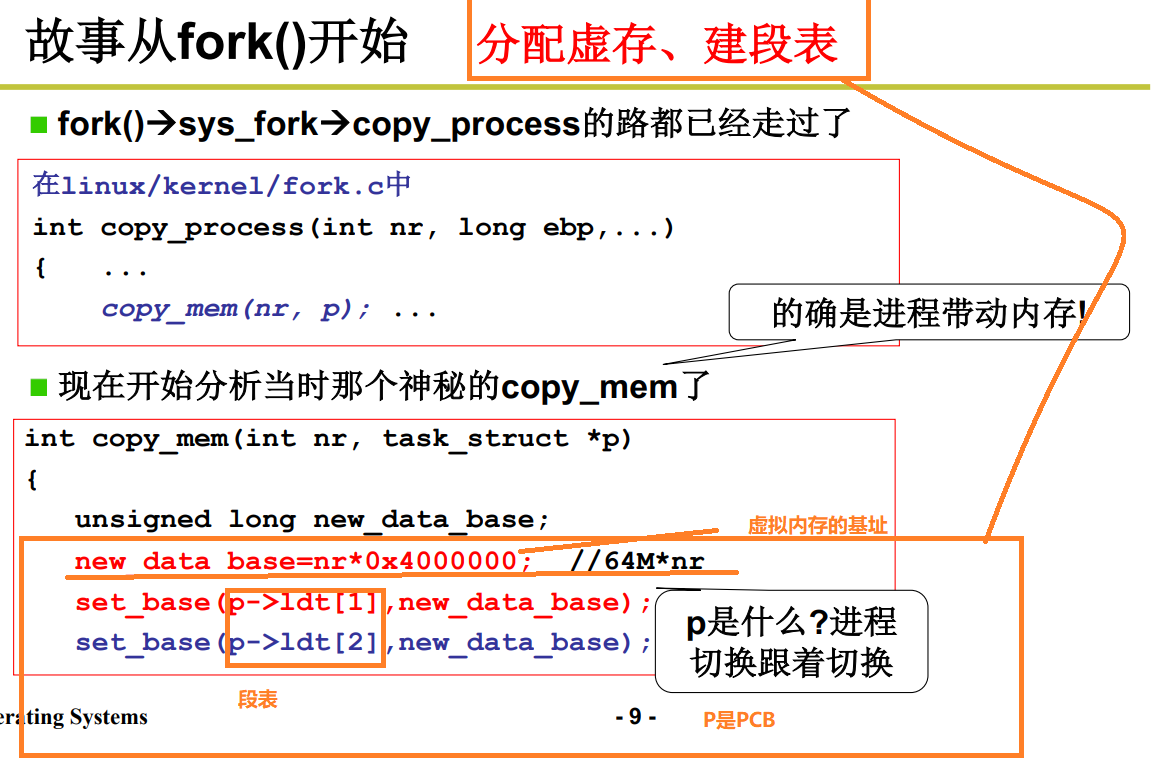 故事从fork()开始
分配虚存、建段表
fork()→sys_fork→copy_process的路都已经走过了
在linux/kernel/fork.c中
int copy_process(int nr, long ebp,...)
{ ...
copy_mem(nr, p); ...
的确是进程带动内存!
现在开始分析当时那个神秘的copy_mem了
int copy_mem(int nr, task_struct *p)
{
unsigned long new_data_base;
虚拟内存的基址
new_data_base=nr*0x4000000; //64M*nr
set_base(p->ldt[1],new_data_base);
set_base(p->ldt[2],new_data_base);
p是什么?进程
切换跟着切换
段表
erating Systems
- 9 -
P是PCB